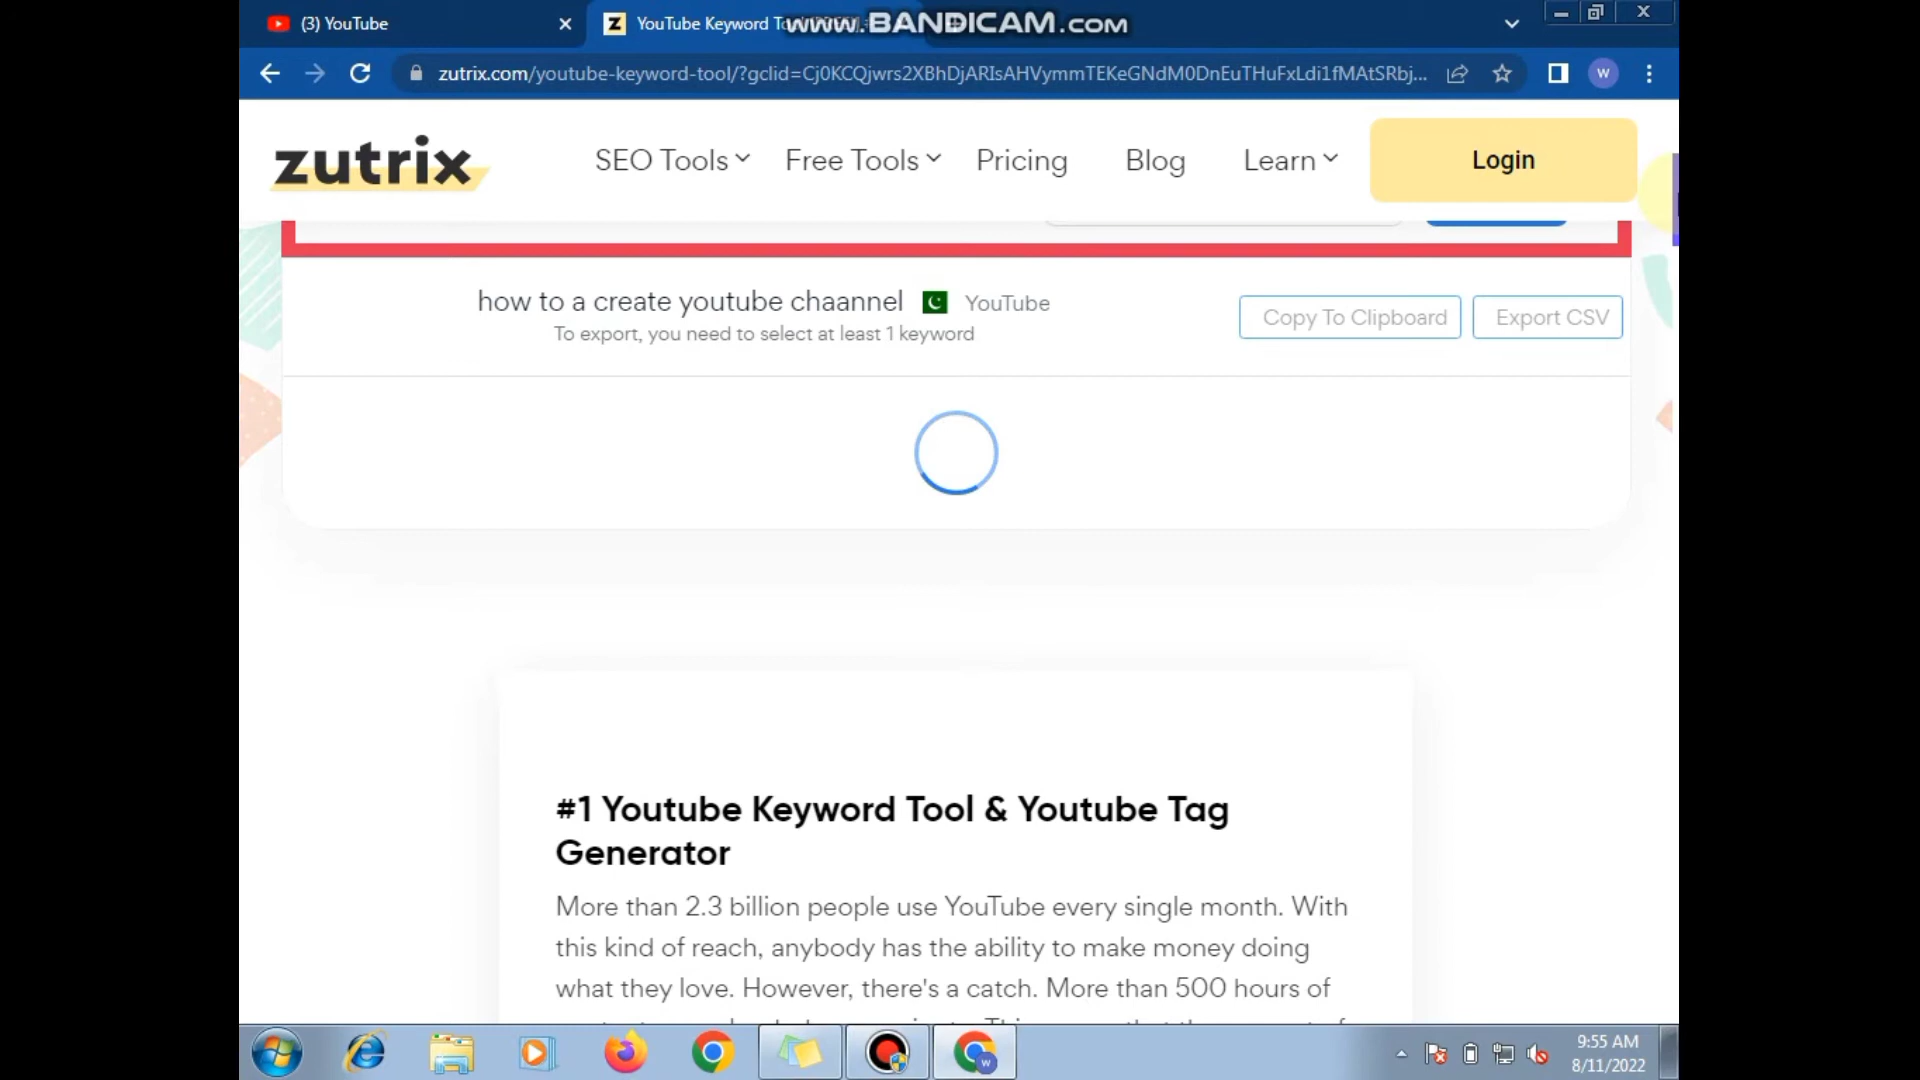 (3) YouTube
YouTube Keyword To
www.BANDICAM.com
zutrix.com/youtube-keyword-tool/?gclid=Cj0KCQjwrs2XBhDjARIsAHVymmTEKeGNdM0DnEuTHuFxLdi1fMAtSRbj...
W
zutrix
SEO Tools
Free Tools
Pricing
Blog
Learn
Login
how to a create youtube chaannel
YouTube
To export, you need to select at least 1 keyword
Copy To Clipboard
Export CSV
#1 Youtube Keyword Tool & Youtube Tag
Generator
More than 2.3 billion people use YouTube every single month. With
this kind of reach, anybody has the ability to make money doing
what they love. However, there's a catch. More than 500 hours of
9:55 AM
8/11/2022